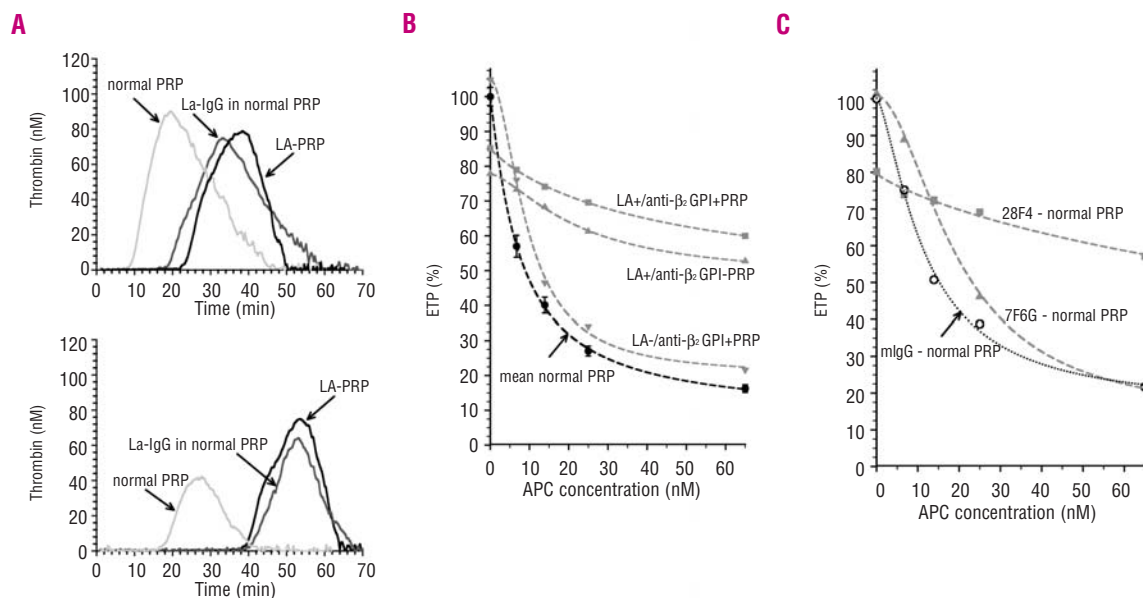 A
Thrombin (nM)
120
100
80
60
40
20
0
normal PRP
La-IgG in normal PRP
LA-PRP
0 10 20 30 40 50 60 70
Time (min)
Thrombin (nM)
120
100
80
60
40
20
0
LA-PRP
La-IgG in normal PRP
normal PRP
0 10 20 30 40 50 60 70
Time (min)
B
ETP (%)
100
90
80
70
60
50
40
30
20
10
0
LA+/anti-β₂ GPI+PRP
LA+/anti-β₂ GPI-PRP
LA-/anti-β₂ GPI+PRP
mean normal PRP
0 10 20 30 40 50 60
APC concentration (nM)
C
ETP (%)
100
90
80
70
60
50
40
30
20
20
0
28F4 - normal PRP
7F6G - normal PRP
mIgG - normal PRP
0 10 20 30 40 50 60
APC concentration (nM)